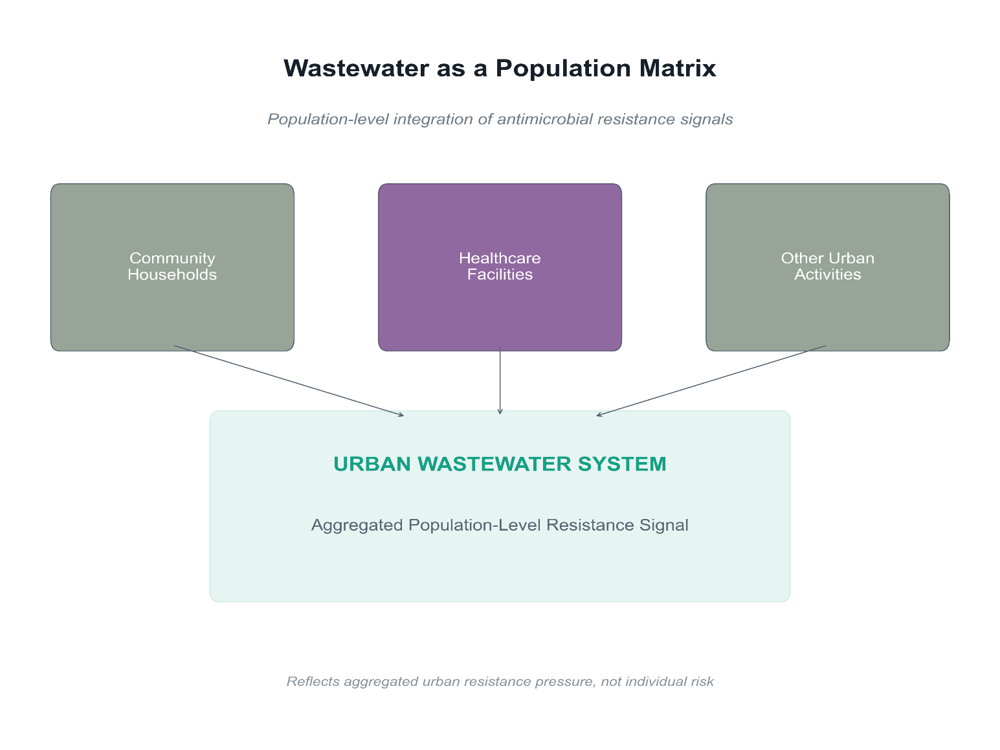 Wastewater as a Population Matrix
Population-level integration of antimicrobial resistance signals
Community
Households
Healthcare
Facilities
Other Urban
Activities
URBAN WASTEWATER SYSTEM
Aggregated Population-Level Resistance Signal
Reflects aggregated urban resistance pressure, not individual risk